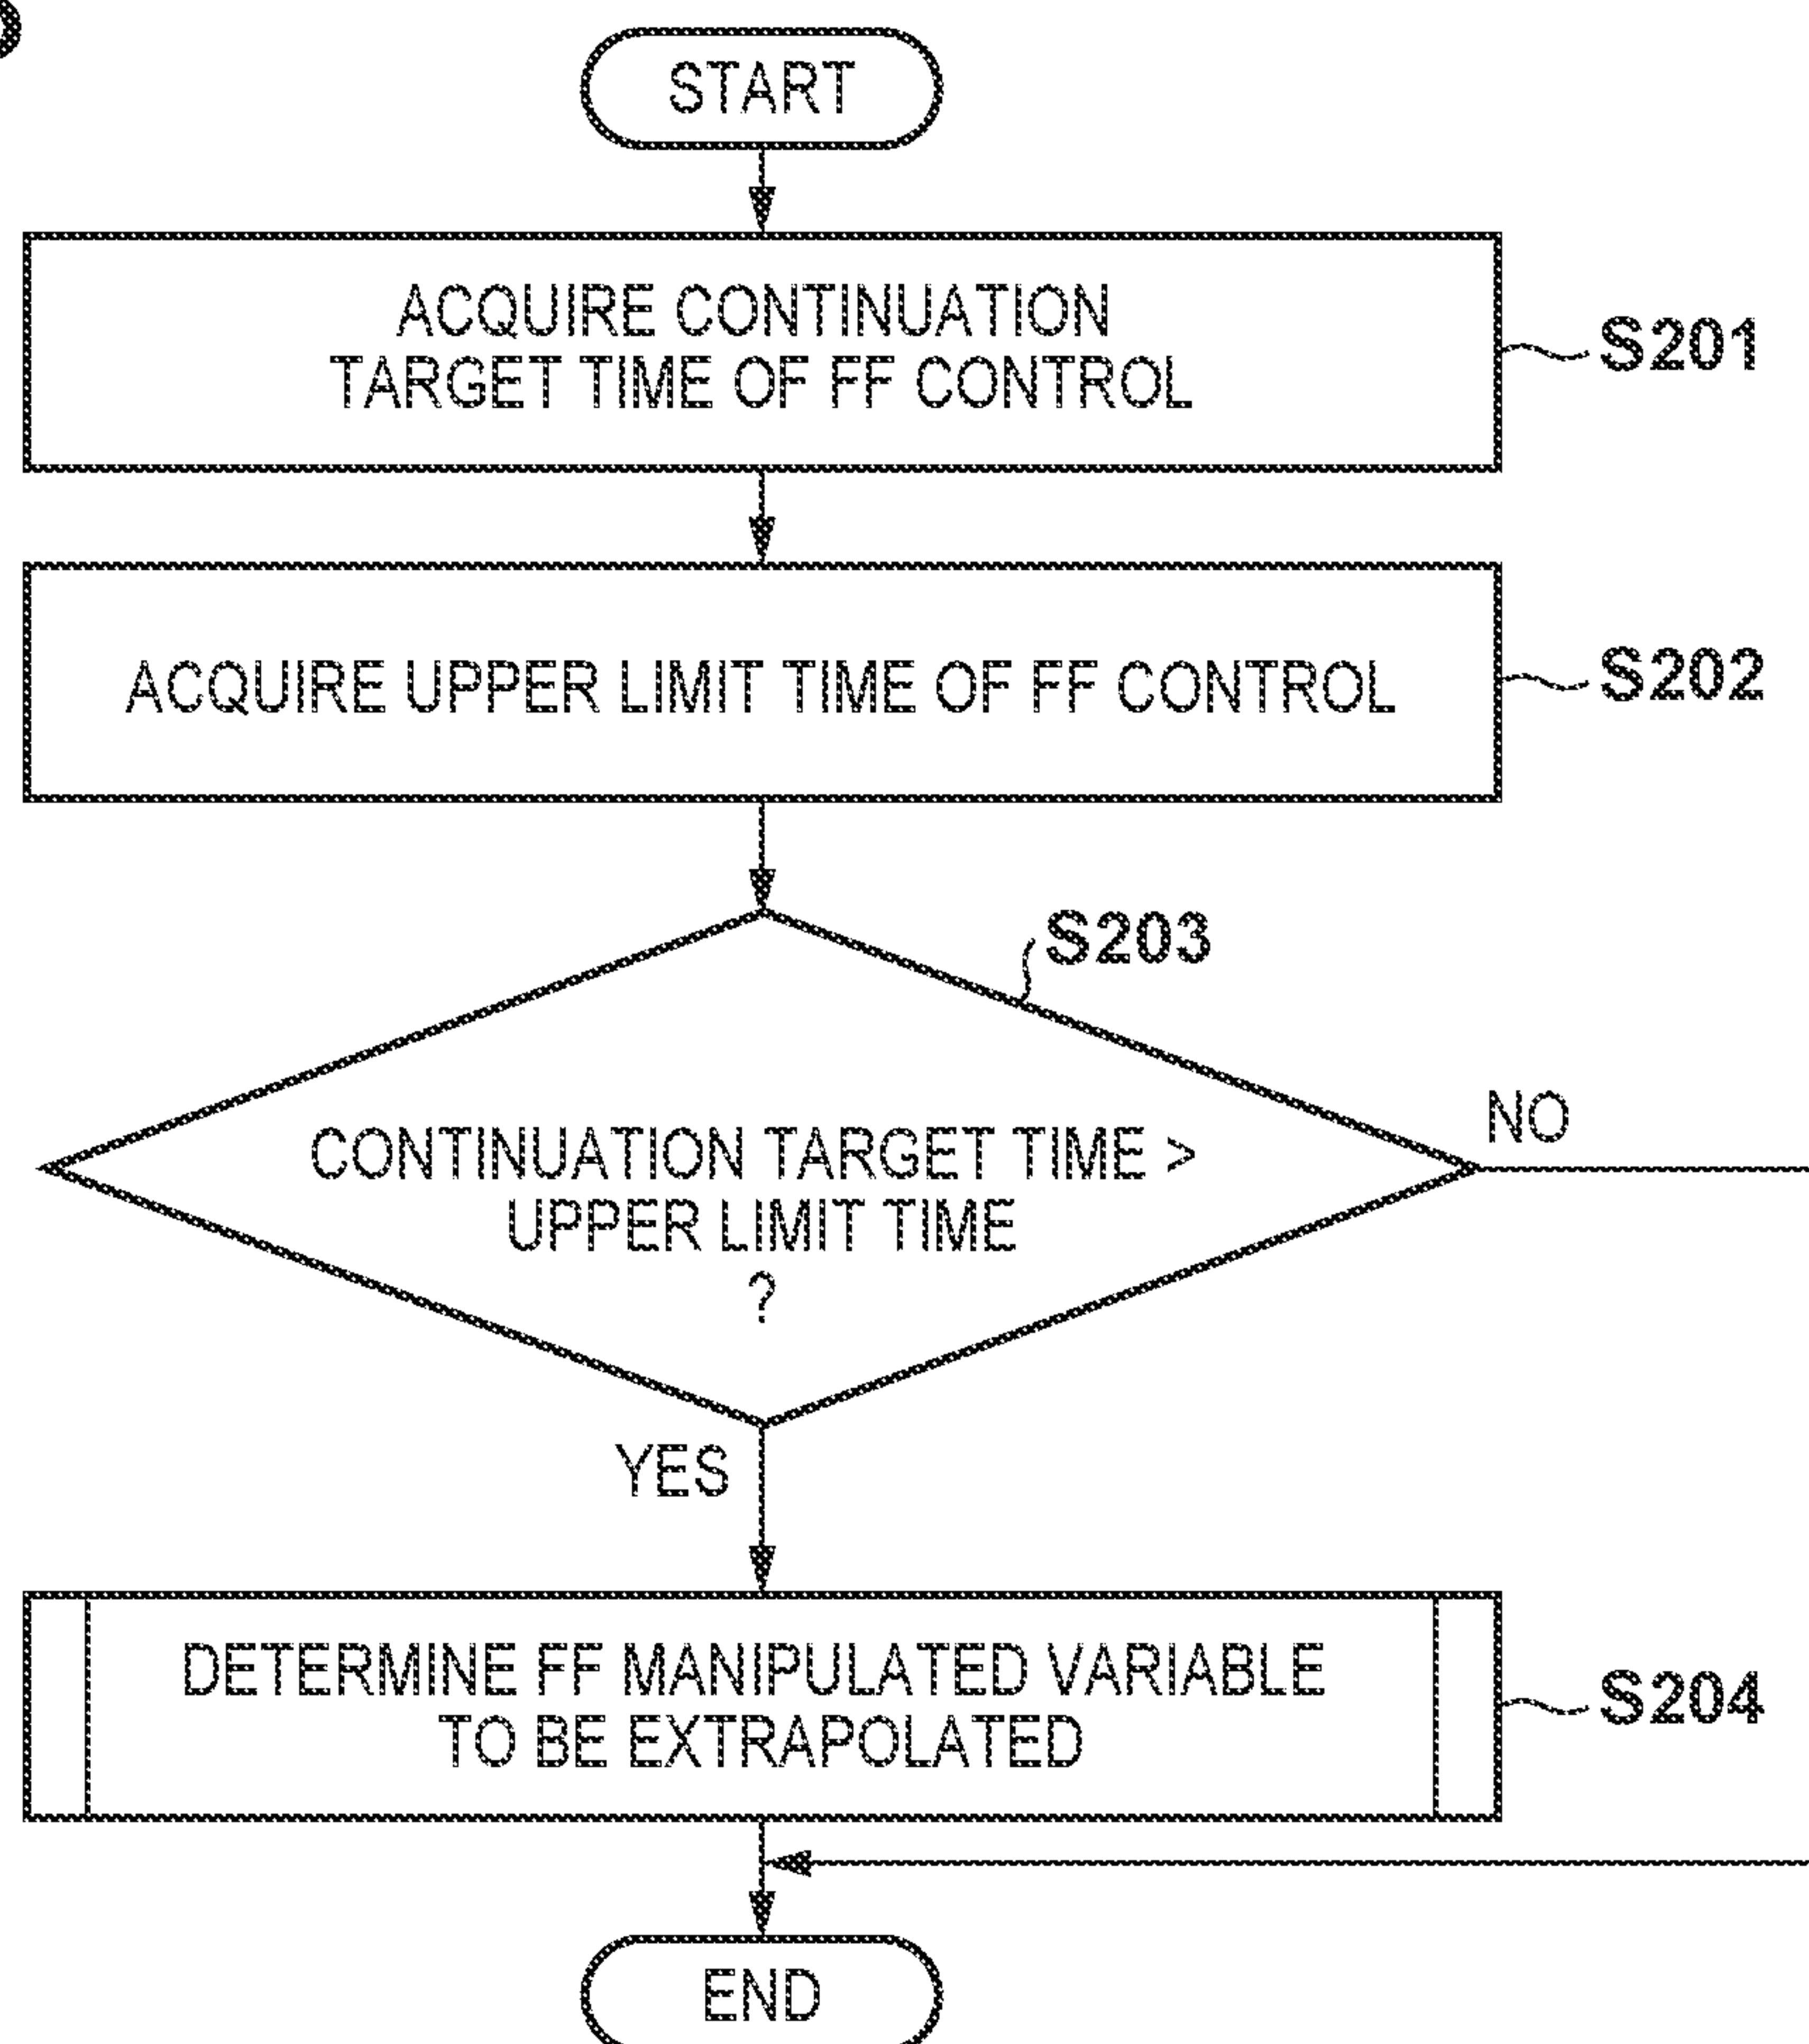 START
ACQUIRE CONTINUATION
TARGET TIME OF FF CONTROL
S201
ACQUIRE UPPER LIMIT TIME OF FF CONTROL
S202
S203
CONTINUATION TARGET TIME >
UPPER LIMIT TIME
?
NO
YES
DETERMINE FF MANIPULATED VARIABLE
TO BE EXTRAPOLATED
S204
END